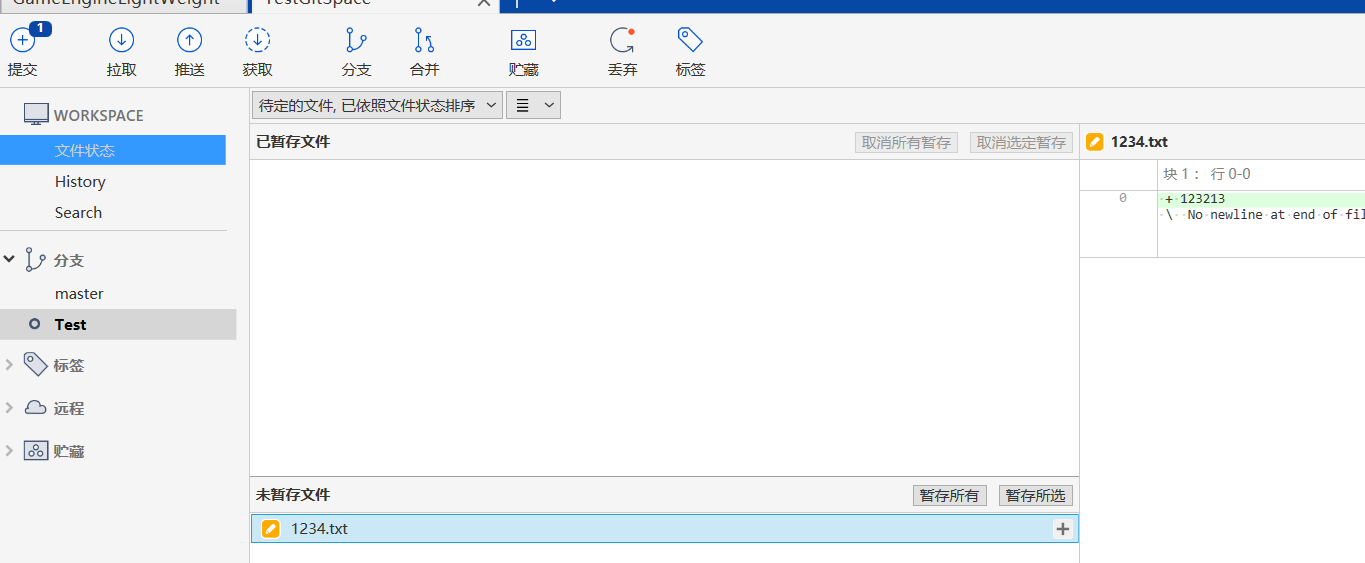 GameEngineLightWeight
TestGitSpace
1
提交
拉取
推送
获取
分支
合并
贮藏
丢弃
标签
WORKSPACE
文件状态
History
Search
分支
master
Test
标签
远程
贮藏
待定的文件, 已依照文件状态排序
已暂存文件
取消所有暂存
取消选定暂存
未暂存文件
暂存所有
暂存所选
1234.txt
1234.txt
块 1： 行 0-0
0
+ 123213
\ No newline at end of fil